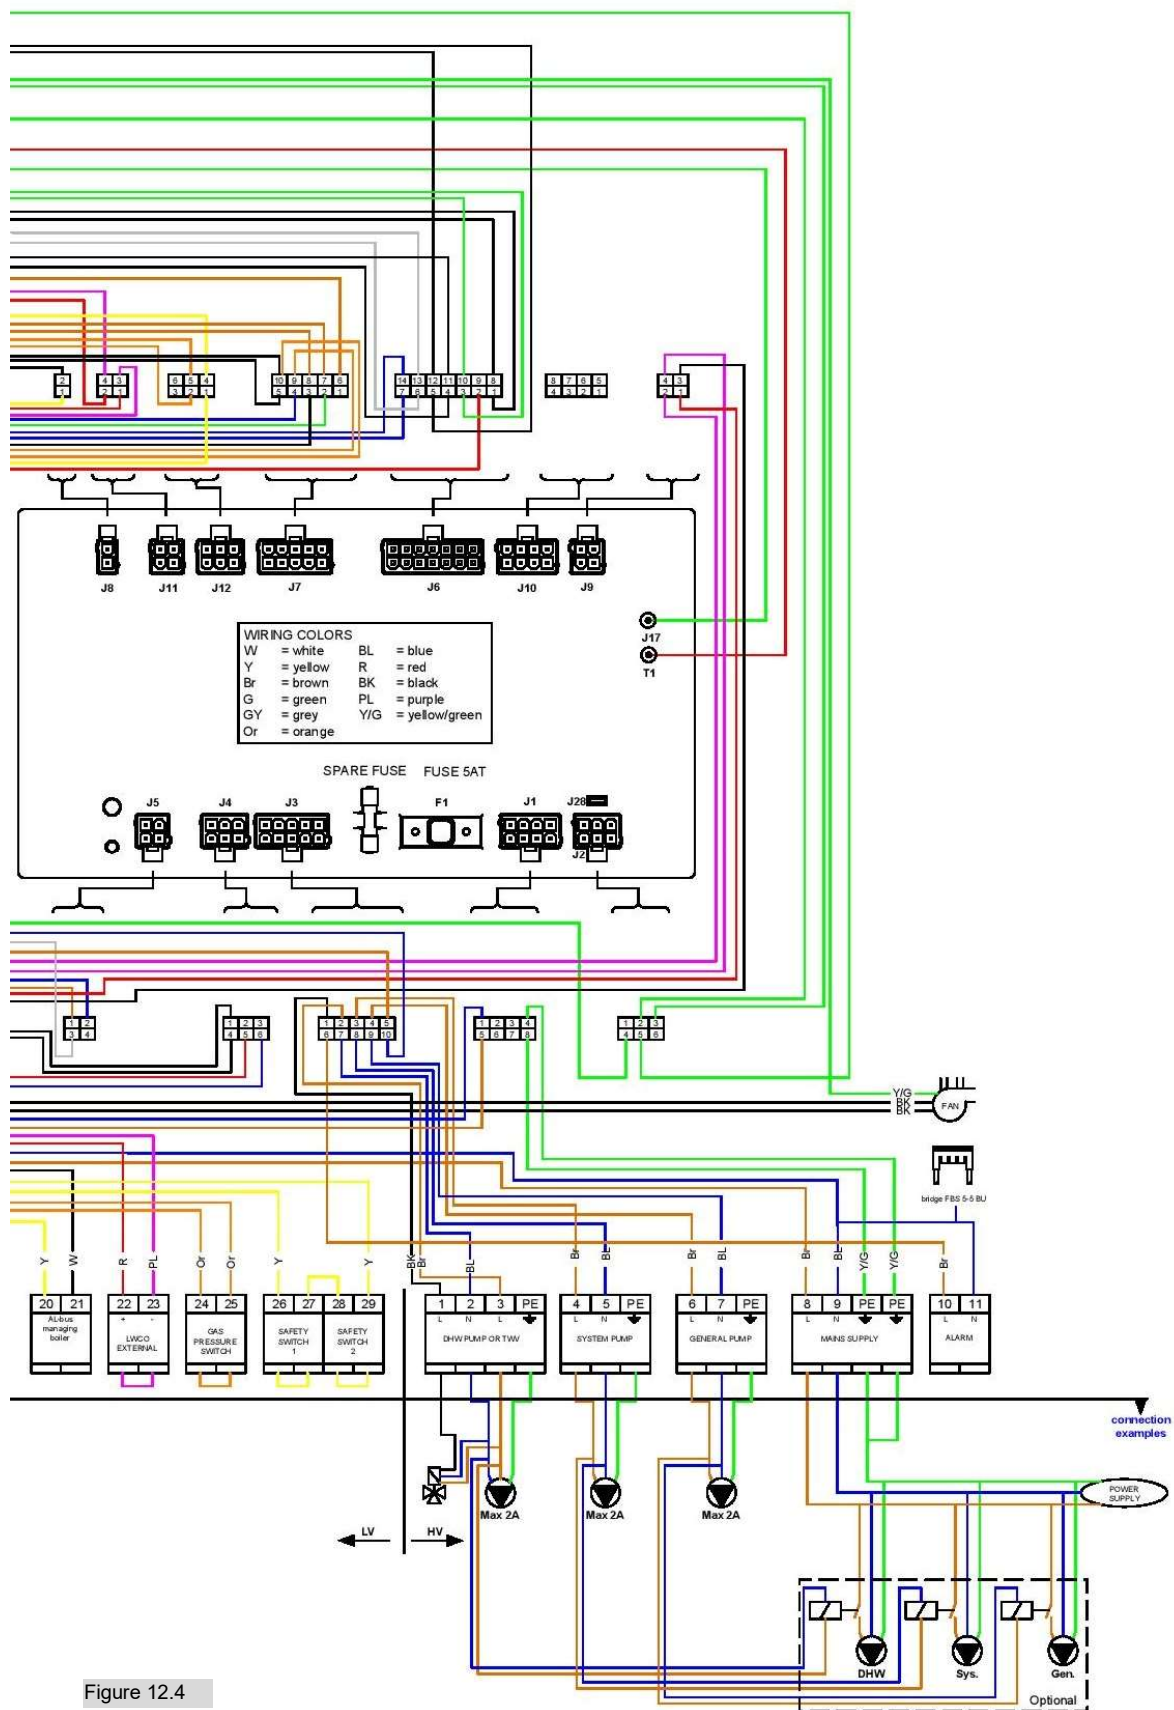 2
1
4 3
2 1
6 5 4
3 2 1
10 9 8 7 6
5 4 3 2 1
14 13 12 11 10 9 8
7 6 5 4 3 2 1
8 7 6 5
4 3 2 1
4 3
2 1
J8 J11 J12 J7 J6 J10 J9
J17
T1
WIRING COLORS
W = white BL = blue
Y = yellow R = red
Br = brown BK = black
G = green PL = purple
GY = grey Y/G = yellow/green
Or = orange
SPARE FUSE FUSE 5AT
J5 J4 J3 F1 J1 J28
J2
1 2
3 4
1 2 3
4 5 6
1 2 3 4 5
6 7 8 9 10
1 2 3 4
5 6 7 8
1 2 3
4 5 6
Y/G
BK
BK
FAN
bridge FBS 5-5 BU
Y W R PL Or Or Y Y BK Br BL Br BL Br BL Br BL Y/G Y/G Br
20 21 22 23 24 25 26 27 28 29 1 2 3 PE 4 5 PE 6 7 PE 8 9 PE PE 10 11
+ - L N L L N L N L N L N
AL-bus
managing
boiler
LWCO
EXTERNAL
GAS
PRESSURE
SWITCH
SAFETY
SWITCH
1
SAFETY
SWITCH
2
DHW PUMP OR TWV
SYSTEM PUMP
GENERAL PUMP
MAINS SUPPLY
ALARM
connection
examples
POWER
SUPPLY
Max 2A Max 2A Max 2A
LV HV
DHW Sys. Gen.
Optional
Figure 12.4